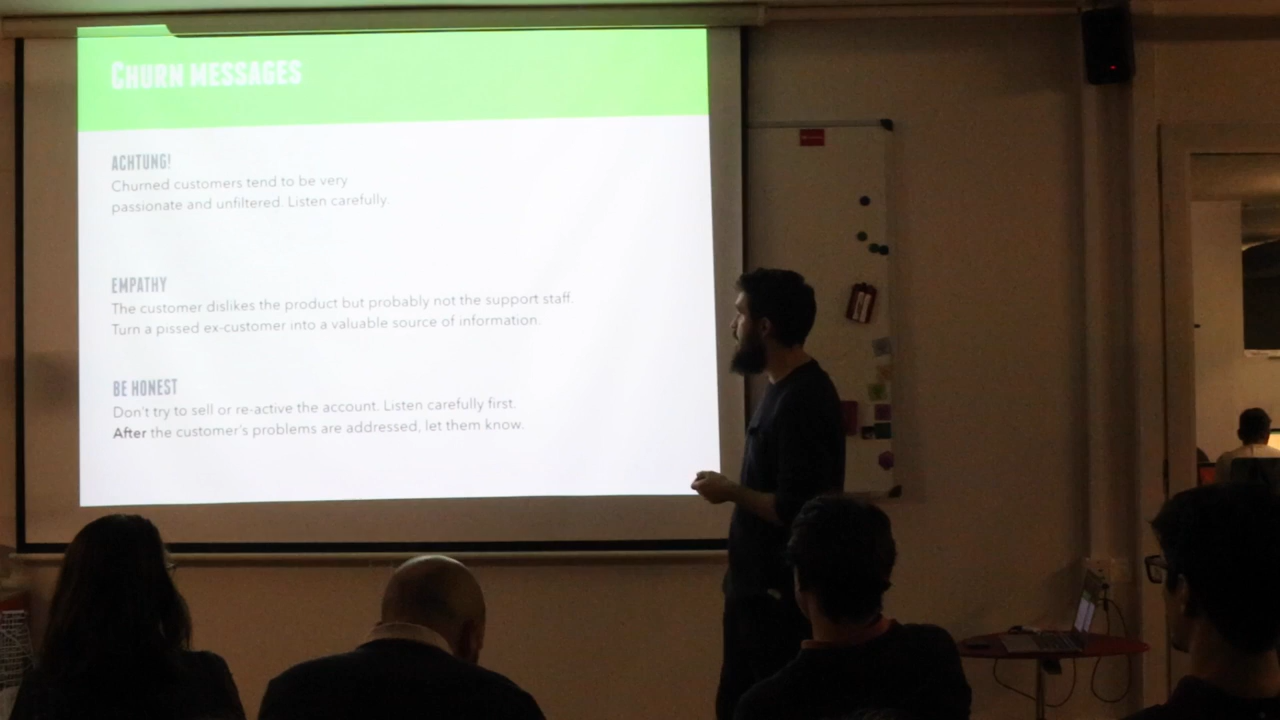 CHURN MESSAGES
ACHTUNG!
Churned customers tend to be very
passionate and unfiltered. Listen carefully.
EMPATHY
The customer dislikes the product but probably not the support staff.
Turn a pissed ex-customer into a valuable source of information.
BE HONEST
Don't try to sell or re-active the account. Listen carefully first.
After the customer's problems are addressed, let them know.